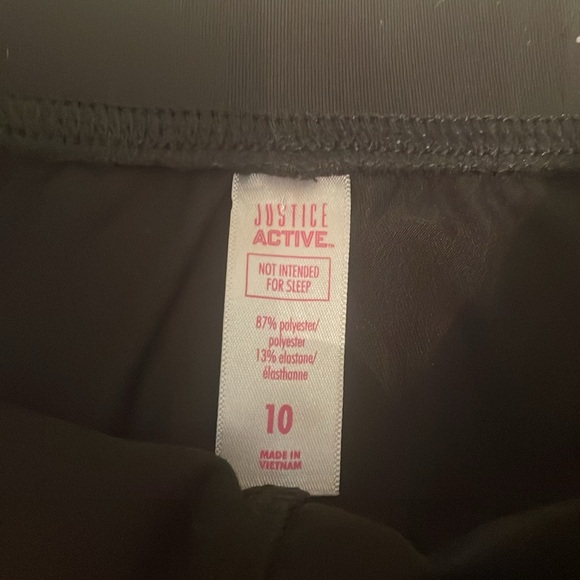 JUSTICE
ACTIVE™
NOT INTENDED
FOR SLEEP
87% polyester/
polyester
13% elastane/
élasthanne
10
MADE IN
VIETNAM